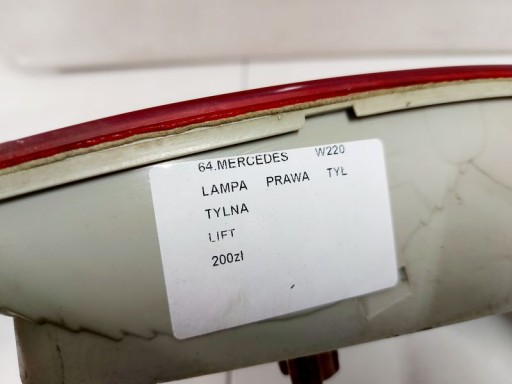 64.MERCEDES W220
LAMPA PRAWA TYŁ
TYLNA
LIFT
200zł